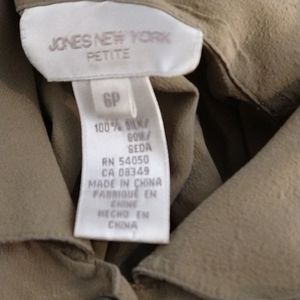 JONES NEW YORK
PETITE
6P
100% SILK/
SOIE/
SEDA
RN 54050
CA 08349
MADE IN CHINA
FABRIQUÉ EN
CHINE
HECHO EN
CHINA